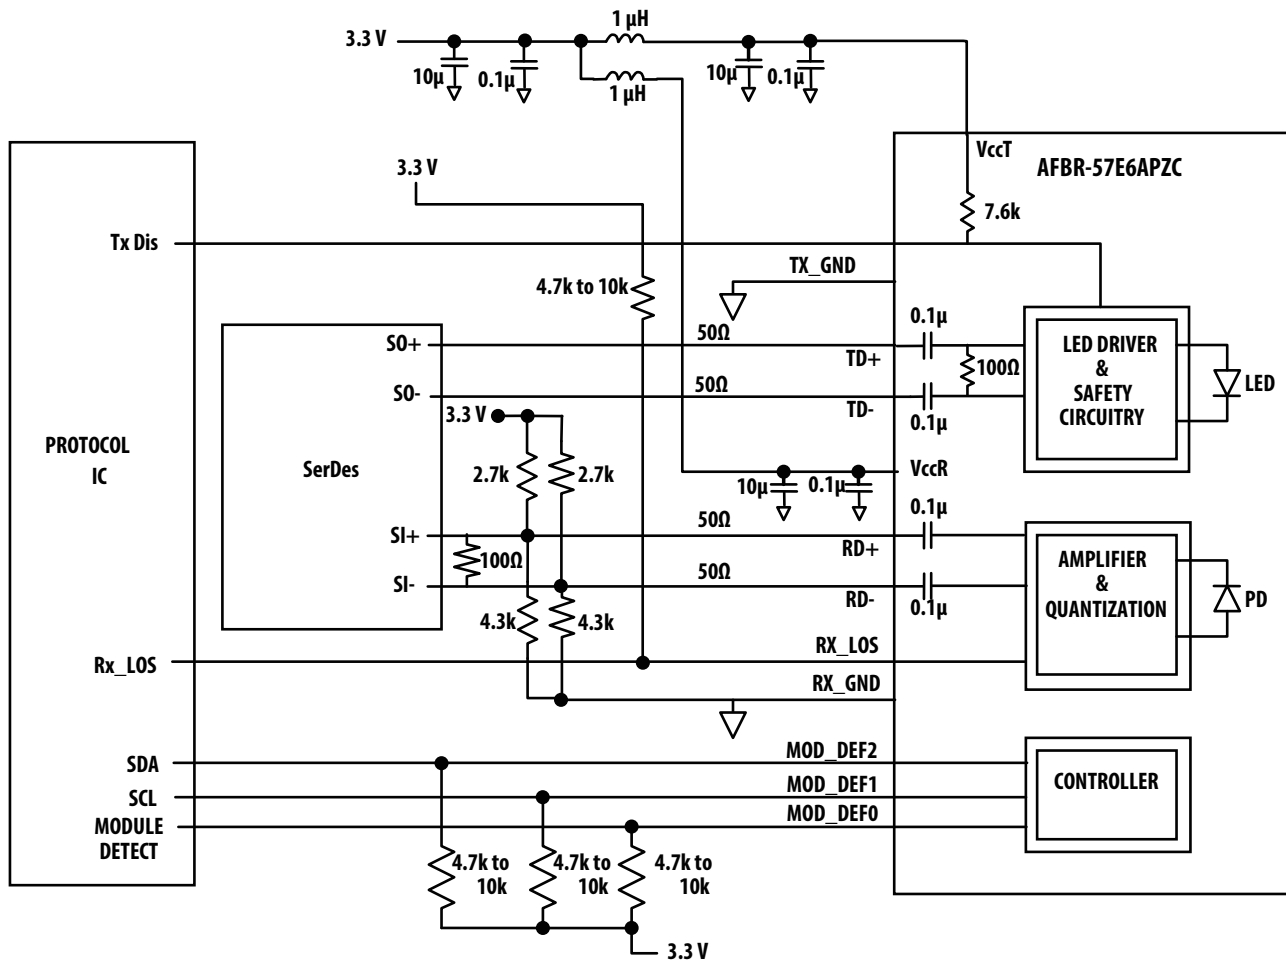 1 µH
3.3 V
10µ
0.1µ
1 µH
10µ
0.1µ
3.3 V
VccT
AFBR-57E6APZC
7.6k
Tx Dis
TX_GND
4.7k to 10k
0.1µ
SO+
50Ω
TD+
100Ω
LED DRIVER
&
SAFETY
CIRCUITRY
LED
SO-
50Ω
TD-
0.1µ
3.3 V
PROTOCOL
IC
SerDes
2.7k
2.7k
VccR
10µ
0.1µ
0.1µ
SI+
50Ω
RD+
100Ω
AMPLIFIER
&
QUANTIZATION
PD
SI-
50Ω
RD-
0.1µ
4.3k
4.3k
Rx_LOS
RX_LOS
RX_GND
SDA
MOD_DEF2
SCL
MOD_DEF1
CONTROLLER
MODULE
DETECT
MOD_DEF0
4.7k to
10k
4.7k to
10k
4.7k to
10k
3.3 V